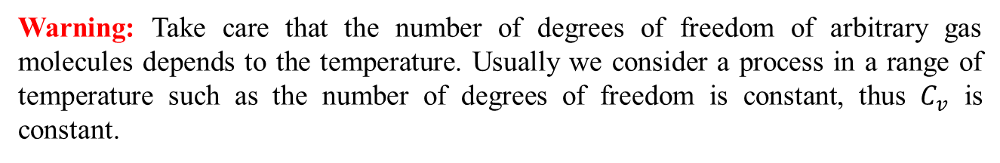 Warning: Take care that the number of degrees of freedom of arbitrary gas
molecules depends to the temperature. Usually we consider a process in a range of
temperature such as the number of degrees of freedom is constant, thus 𝐶ᵥ is
constant.